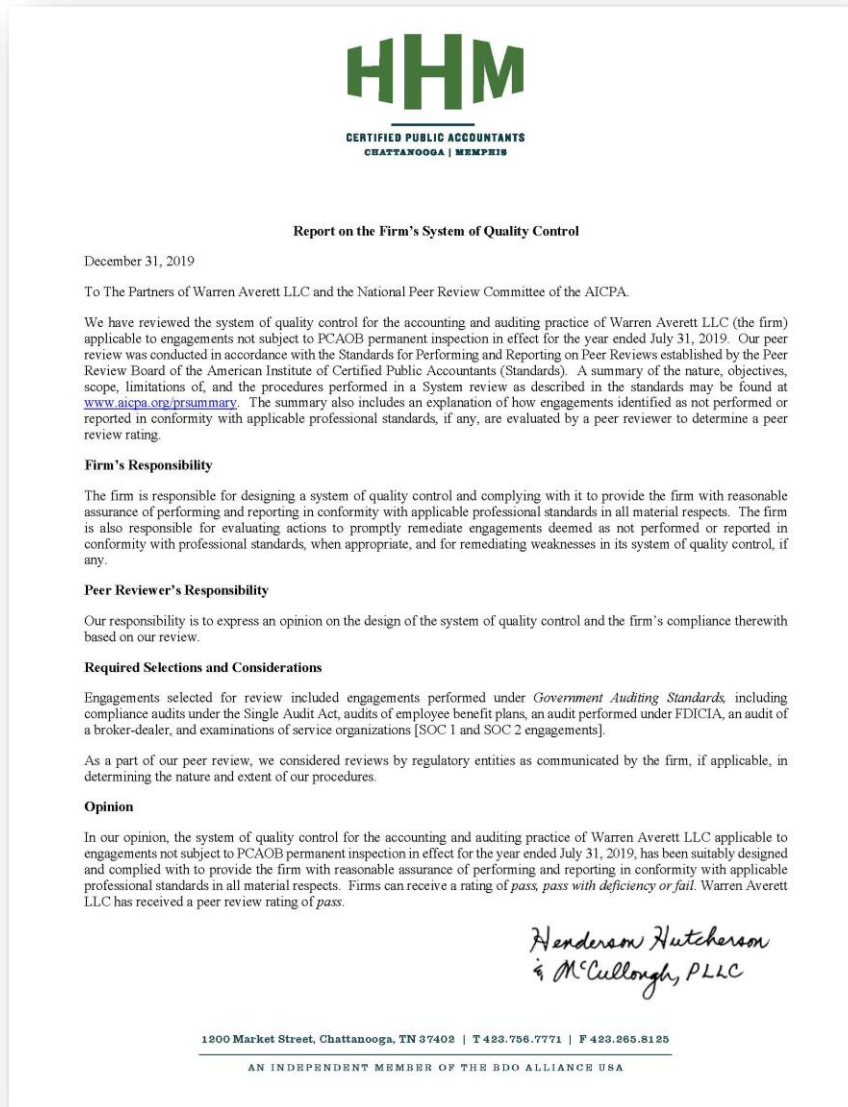 HHM
CERTIFIED PUBLIC ACCOUNTANTS
CHATTANOOGA | MEMPHIS
Report on the Firm's System of Quality Control
December 31, 2019
To The Partners of Warren Averett LLC and the National Peer Review Committee of the AICPA.
We have reviewed the system of quality control for the accounting and auditing practice of Warren Averett LLC (the firm)
applicable to engagements not subject to PCAOB permanent inspection in effect for the year ended July 31, 2019. Our peer
review was conducted in accordance with the Standards for Performing and Reporting on Peer Reviews established by the Peer
Review Board of the American Institute of Certified Public Accountants (Standards). A summary of the nature, objectives,
scope, limitations of, and the procedures performed in a System review as described in the standards may be found at
www.aicpa.org/prsummary. The summary also includes an explanation of how engagements identified as not performed or
reported in conformity with applicable professional standards, if any, are evaluated by a peer reviewer to determine a peer
review rating.
Firm's Responsibility
The firm is responsible for designing a system of quality control and complying with it to provide the firm with reasonable
assurance of performing and reporting in conformity with applicable professional standards in all material respects. The firm
is also responsible for evaluating actions to promptly remediate engagements deemed as not performed or reported in
conformity with professional standards, when appropriate, and for remediating weaknesses in its system of quality control, if
any.
Peer Reviewer's Responsibility
Our responsibility is to express an opinion on the design of the system of quality control and the firm's compliance therewith
based on our review.
Required Selections and Considerations
Engagements selected for review included engagements performed under Government Auditing Standards, including
compliance audits under the Single Audit Act, audits of employee benefit plans, an audit performed under FDICIA, an audit of
a broker-dealer, and examinations of service organizations [SOC 1 and SOC 2 engagements].
As a part of our peer review, we considered reviews by regulatory entities as communicated by the firm, if applicable, in
determining the nature and extent of our procedures.
Opinion
In our opinion, the system of quality control for the accounting and auditing practice of Warren Averett LLC applicable to
engagements not subject to PCAOB permanent inspection in effect for the year ended July 31, 2019, has been suitably designed
and complied with to provide the firm with reasonable assurance of performing and reporting in conformity with applicable
professional standards in all material respects. Firms can receive a rating of pass, pass with deficiency or fail. Warren Averett
LLC has received a peer review rating of pass.
Henderson Hutcherson
& McCullough, PLLC
1200 Market Street, Chattanooga, TN 37402 | T 423.756.7771 | F 423.265.8125
AN INDEPENDENT MEMBER OF THE BDO ALLIANCE USA